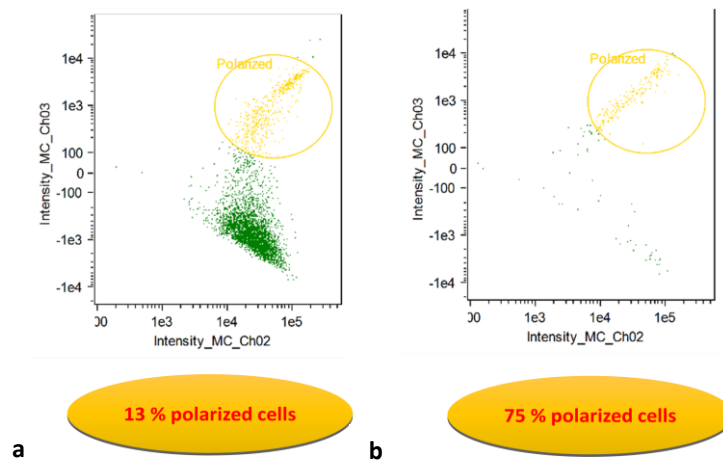 Polarized
1e4
1e3
100
0
-100
-1e3
-1e4
Intensity_MC_Ch03
00 1e3 1e4 1e5
Intensity_MC_Ch02
13 % polarized cells
a
Polarized
1e4
1e3
100
0
-100
-1e3
-1e4
Intensity_MC_Ch03
00 1e3 1e4 1e5
Intensity_MC_Ch02
75 % polarized cells
b